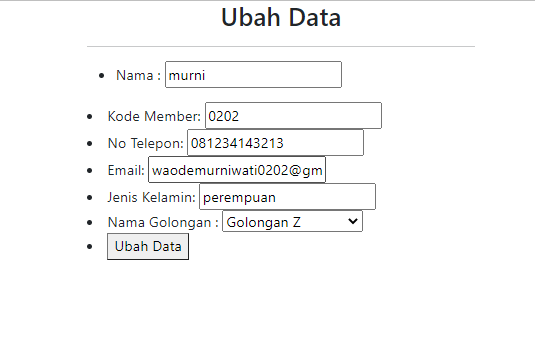 Ubah Data
Nama : murni
Kode Member: 0202
No Telepon: 081234143213
Email: waodemurniwati0202@gm
Jenis Kelamin: perempuan
Nama Golongan : Golongan Z
Ubah Data